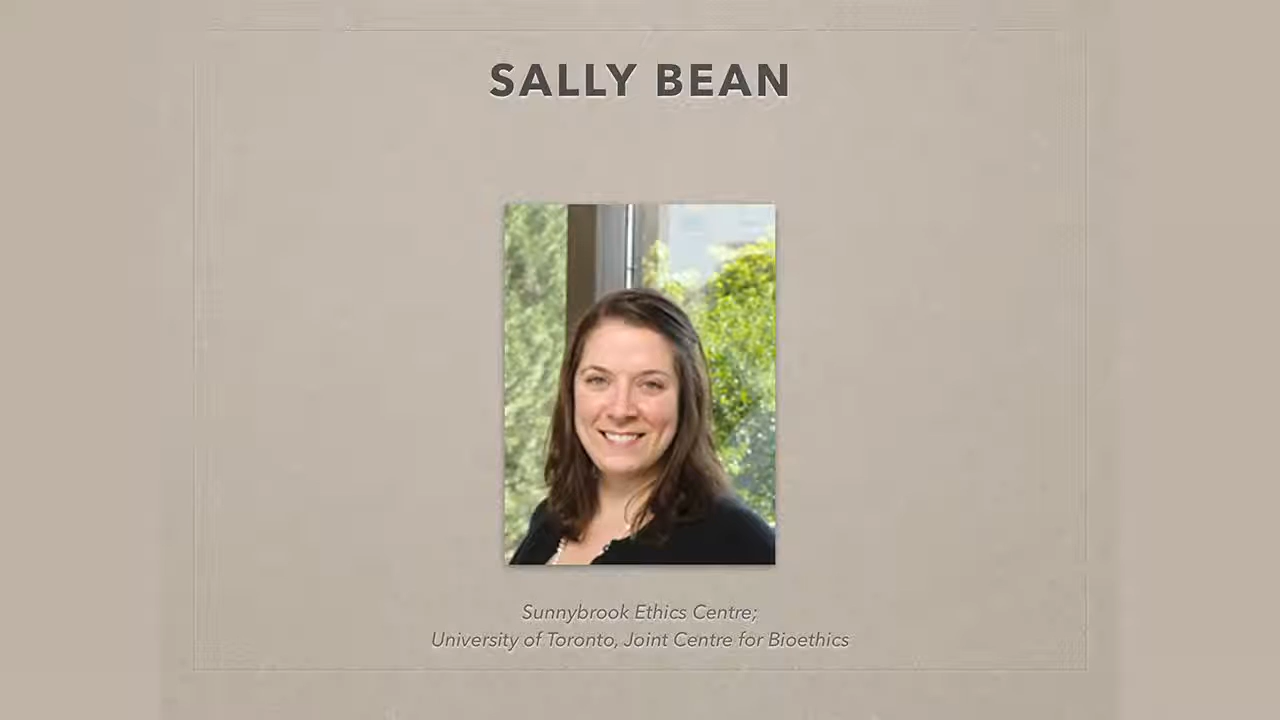 SALLY BEAN
Sunnybrook Ethics Centre;
University of Toronto, Joint Centre for Bioethics